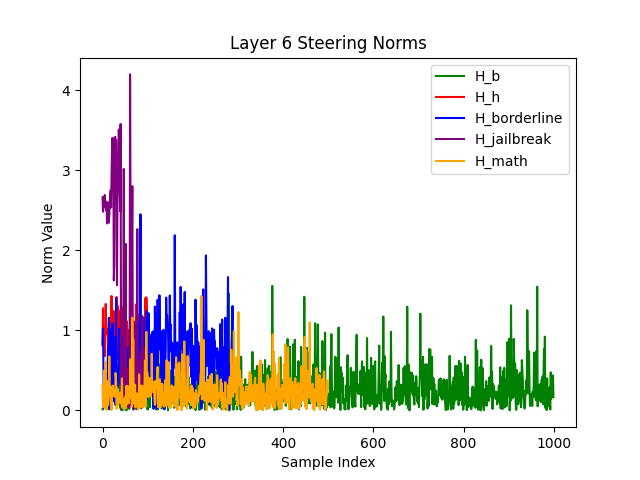 Layer 6 Steering Norms
H_b
H_h
H_borderline
H_jailbreak
H_math
Norm Value
4
3
2
1
0
0 200 400 600 800 1000
Sample Index